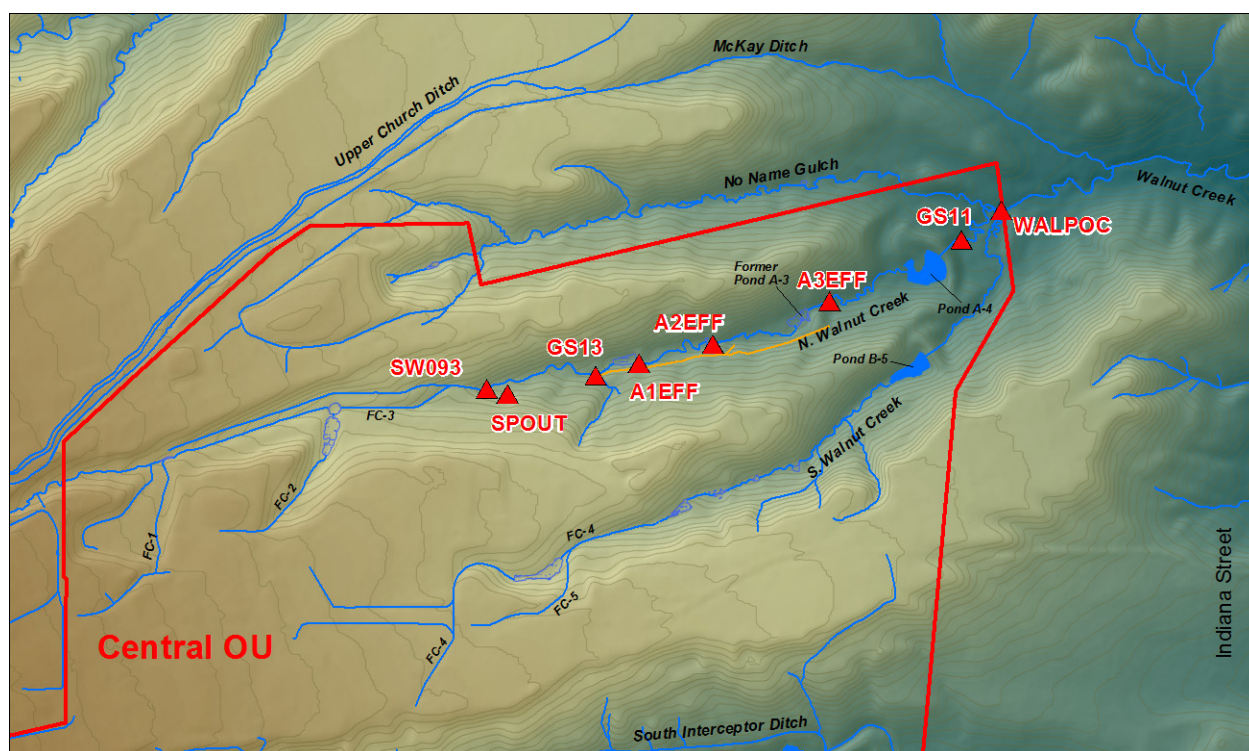 McKay Ditch
Upper Church Ditch
No Name Gulch
Walnut Creek
GS11
WALPOC
Former
Pond A-3
A3EFF
Pond A-4
A2EFF
N. Walnut Creek
GS13
Pond B-5
SW093
A1EFF
FC-3
SPOUT
S. Walnut Creek
FC-2
FC-1
FC-4
FC-5
Indiana Street
Central OU
FC-4
South Interceptor Ditch